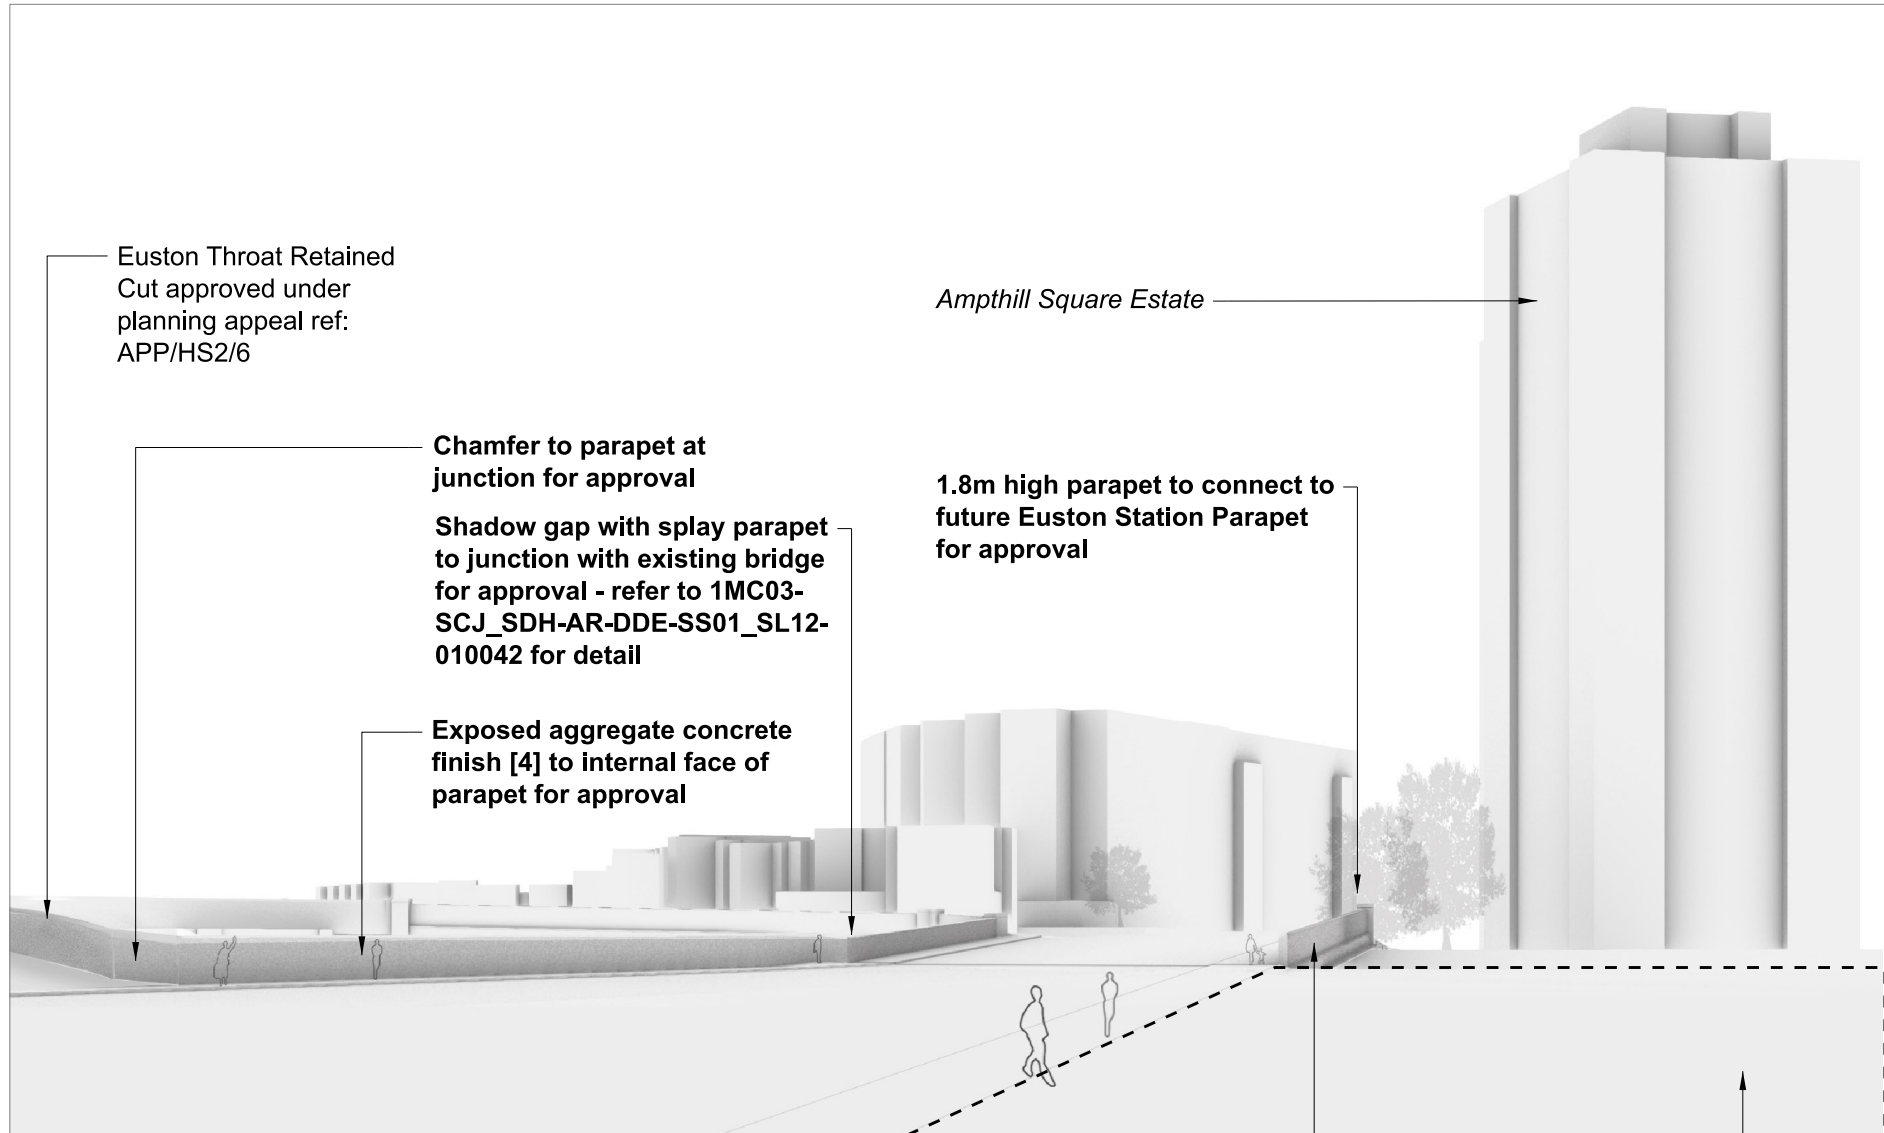 Euston Throat Retained
Cut approved under
planning appeal ref:
APP/HS2/6
Ampthill Square Estate
Chamfer to parapet at
junction for approval
1.8m high parapet to connect to
future Euston Station Parapet
for approval
Shadow gap with splay parapet
to junction with existing bridge
for approval - refer to 1MC03-
SCJ_SDH-AR-DDE-SS01_SL12-
010042 for detail
Exposed aggregate concrete
finish [4] to internal face of
parapet for approval